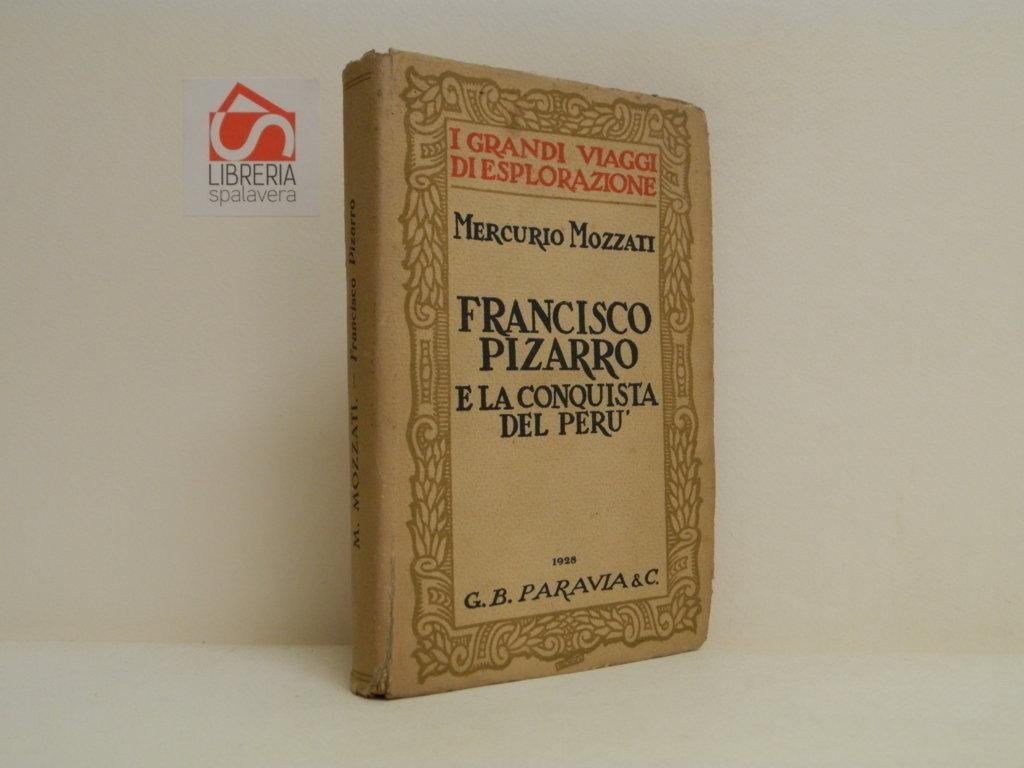 LIBRERIA
spalavera
I GRANDI VIAGGI
DI ESPLORAZIONE
MERCURIO MOZZATI
FRANCISCO
PIZARRO
E LA CONQUISTA
DEL PERU'
1928
G. B. PARAVIA & C.
M. MOZZATI. — Francisco Pizarro